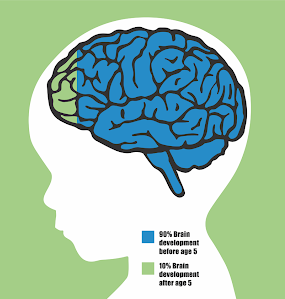 90% Brain
development
before age 5
10% Brain
development
after age 5